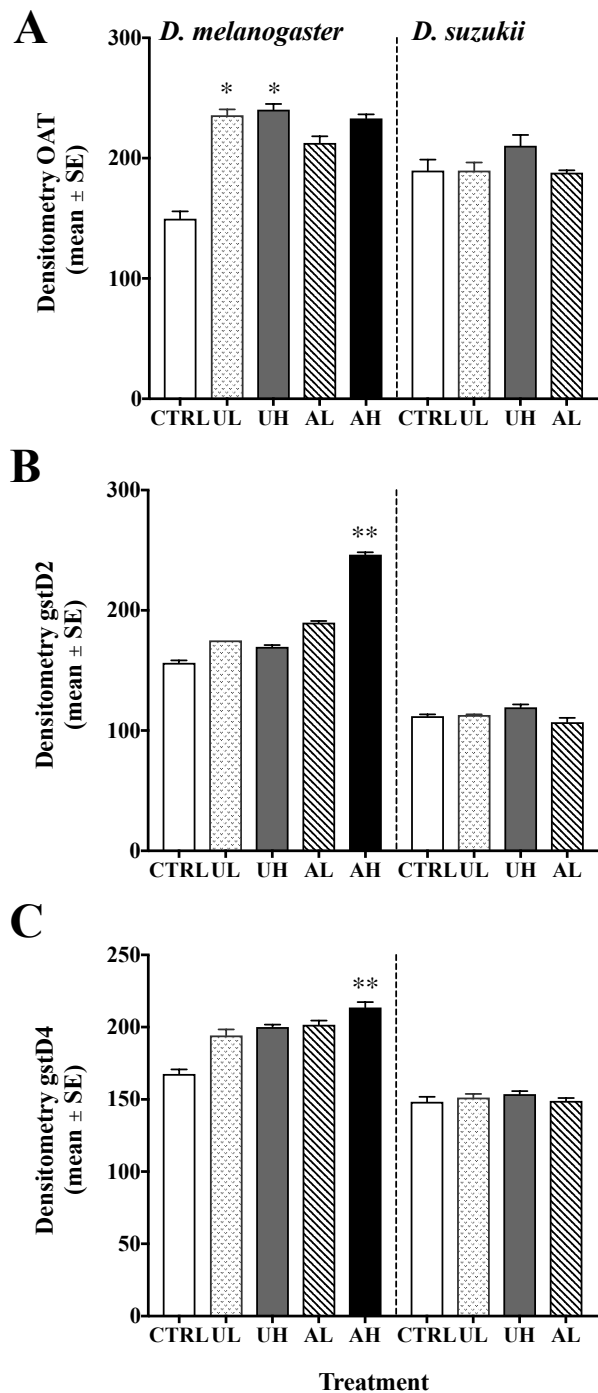 A
D. melanogaster
D. suzukii
Densitometry OAT
(mean ± SE)
300
200
100
0
* *
CTRL UL UH AL AH CTRL UL UH AL
B
Densitometry gstD2
(mean ± SE)
300
200
100
0
**
CTRL UL UH AL AH CTRL UL UH AL
C
Densitometry gstD4
(mean ± SE)
250
200
150
100
50
0
**
CTRL UL UH AL AH CTRL UL UH AL
Treatment